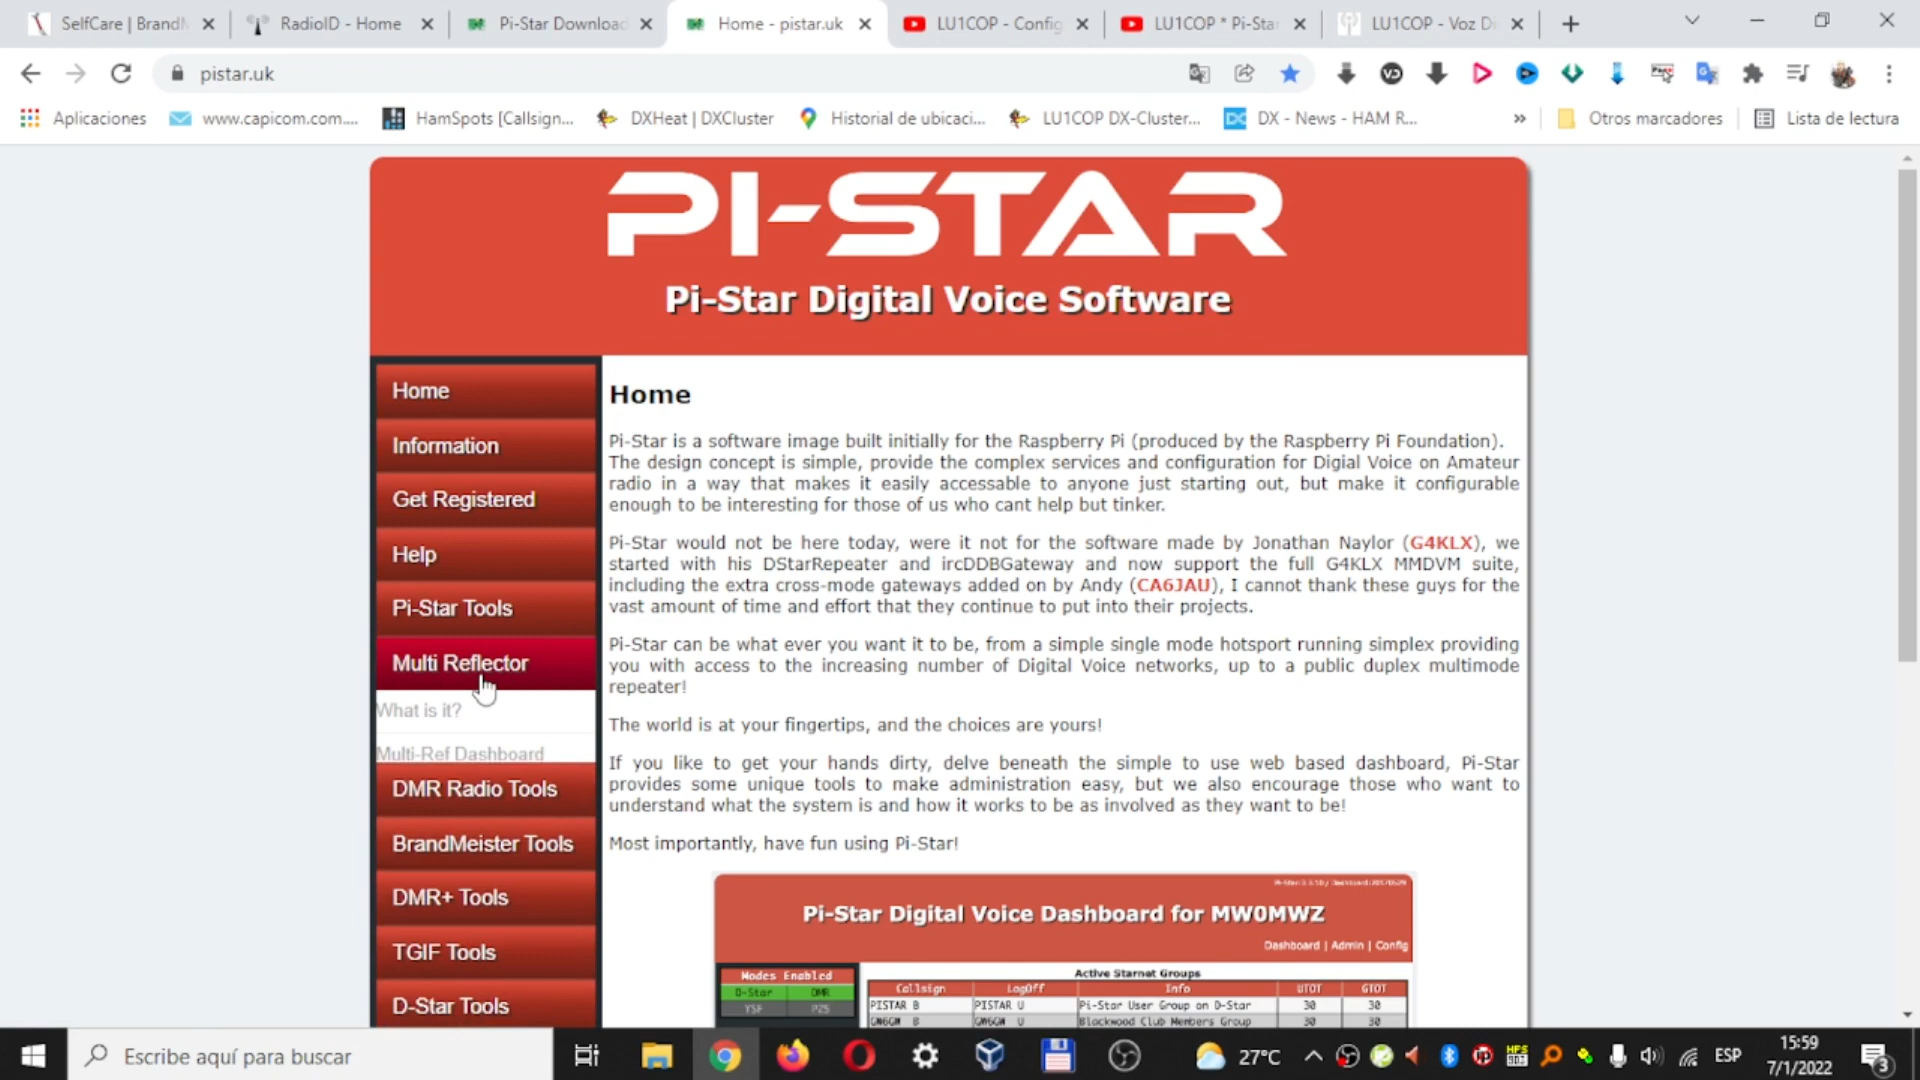 SelfCare | BrandM
RadioID - Home
Pi-Star Download
Home - pistar.uk
LU1COP - Config
LU1COP * Pi-Star
LU1COP - Voz Di
pistar.uk
Aplicaciones
www.capicom.com....
HamSpots [Callsign...
DXHeat | DXCluster
Historial de ubicaci...
LU1COP DX-Cluster...
DX - News - HAM R...
»
Otros marcadores
Lista de lectura
PI-STAR
Pi-Star Digital Voice Software
Home
Information
Get Registered
Help
Pi-Star Tools
Multi Reflector
What is it?
Multi-Ref Dashboard
DMR Radio Tools
BrandMeister Tools
DMR+ Tools
TGIF Tools
D-Star Tools
Home
Pi-Star is a software image built initially for the Raspberry Pi (produced by the Raspberry Pi Foundation).
The design concept is simple, provide the complex services and configuration for Digial Voice on Amateur
radio in a way that makes it easily accessable to anyone just starting out, but make it configurable
enough to be interesting for those of us who cant help but tinker.
Pi-Star would not be here today, were it not for the software made by Jonathan Naylor (G4KLX), we
started with his DStarRepeater and ircDDBGateway and now support the full G4KLX MMDVM suite,
including the extra cross-mode gateways added on by Andy (CA6JAU), I cannot thank these guys for the
vast amount of time and effort that they continue to put into their projects.
Pi-Star can be what ever you want it to be, from a simple single mode hotsport running simplex providing
you with access to the increasing number of Digital Voice networks, up to a public duplex multimode
repeater!
The world is at your fingertips, and the choices are yours!
If you like to get your hands dirty, delve beneath the simple to use web based dashboard, Pi-Star
provides some unique tools to make administration easy, but we also encourage those who want to
understand what the system is and how it works to be as involved as they want to be!
Most importantly, have fun using Pi-Star!
Pi-Star Digital Voice Dashboard for MW0MWZ
Dashboard | Admin | Config
Modes Enabled
D-Star DMR
YSF P25
Active Starnet Groups
Callsign LogOff Info UTOT GTOT
PISTAR B PISTAR U Pi-Star User Group on D-Star 30 30
GW6GW B GW6GW U Blackwood Club Members Group 30 30
Escribe aquí para buscar
27°C
ESP
15:59
7/1/2022
3